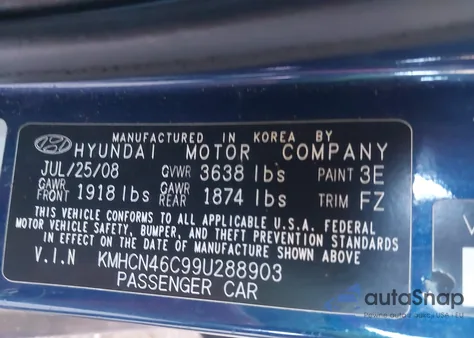 MANUFACTURED IN KOREA BY
HYUNDAI MOTOR COMPANY
JUL/25/08 GVWR 3638 lbs PAINT 3E
GAWR FRONT 1918 lbs GAWR REAR 1874 lbs TRIM FZ
THIS VEHICLE CONFORMS TO ALL APPLICABLE U.S.A. FEDERAL
MOTOR VEHICLE SAFETY, BUMPER, AND THEFT PREVENTION STANDARDS
IN EFFECT ON THE DATE OF MANUFACTURE SHOWN ABOVE.
V.I.N KMHCN46C99U288903
PASSENGER CAR
V
autoSnap